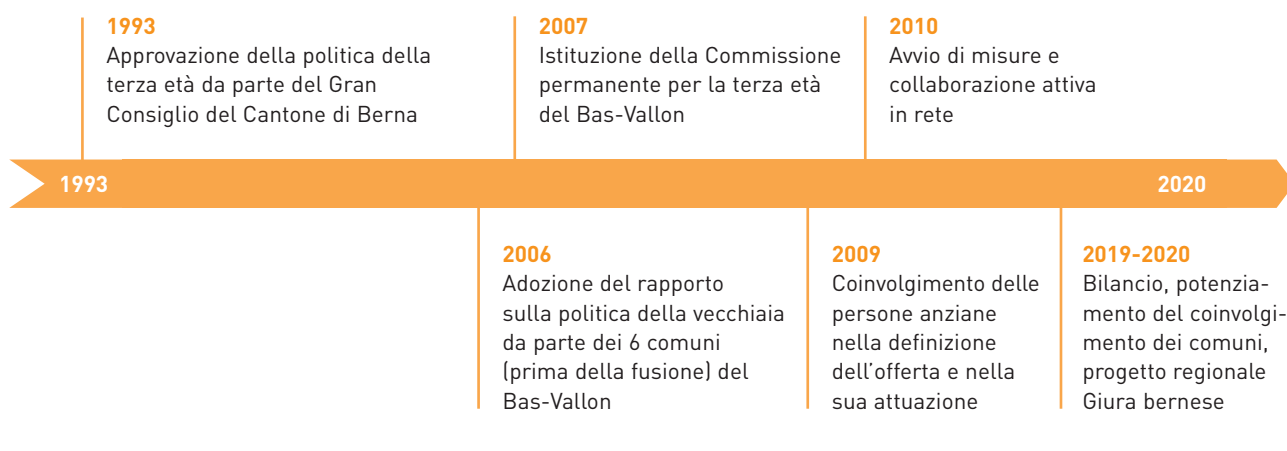 1993
Approvazione della politica della
terza età da parte del Gran
Consiglio del Cantone di Berna
2007
Istituzione della Commissione
permanente per la terza età
del Bas-Vallon
2010
Avvio di misure e
collaborazione attiva
in rete
1993
2020
2006
Adozione del rapporto
sulla politica della vecchiaia
da parte dei 6 comuni
(prima della fusione) del
Bas-Vallon
2009
Coinvolgimento delle
persone anziane
nella definizione
dell’offerta e nella
sua attuazione
2019-2020
Bilancio, potenzia-
mento del coinvolgi-
mento dei comuni,
progetto regionale
Giura bernese